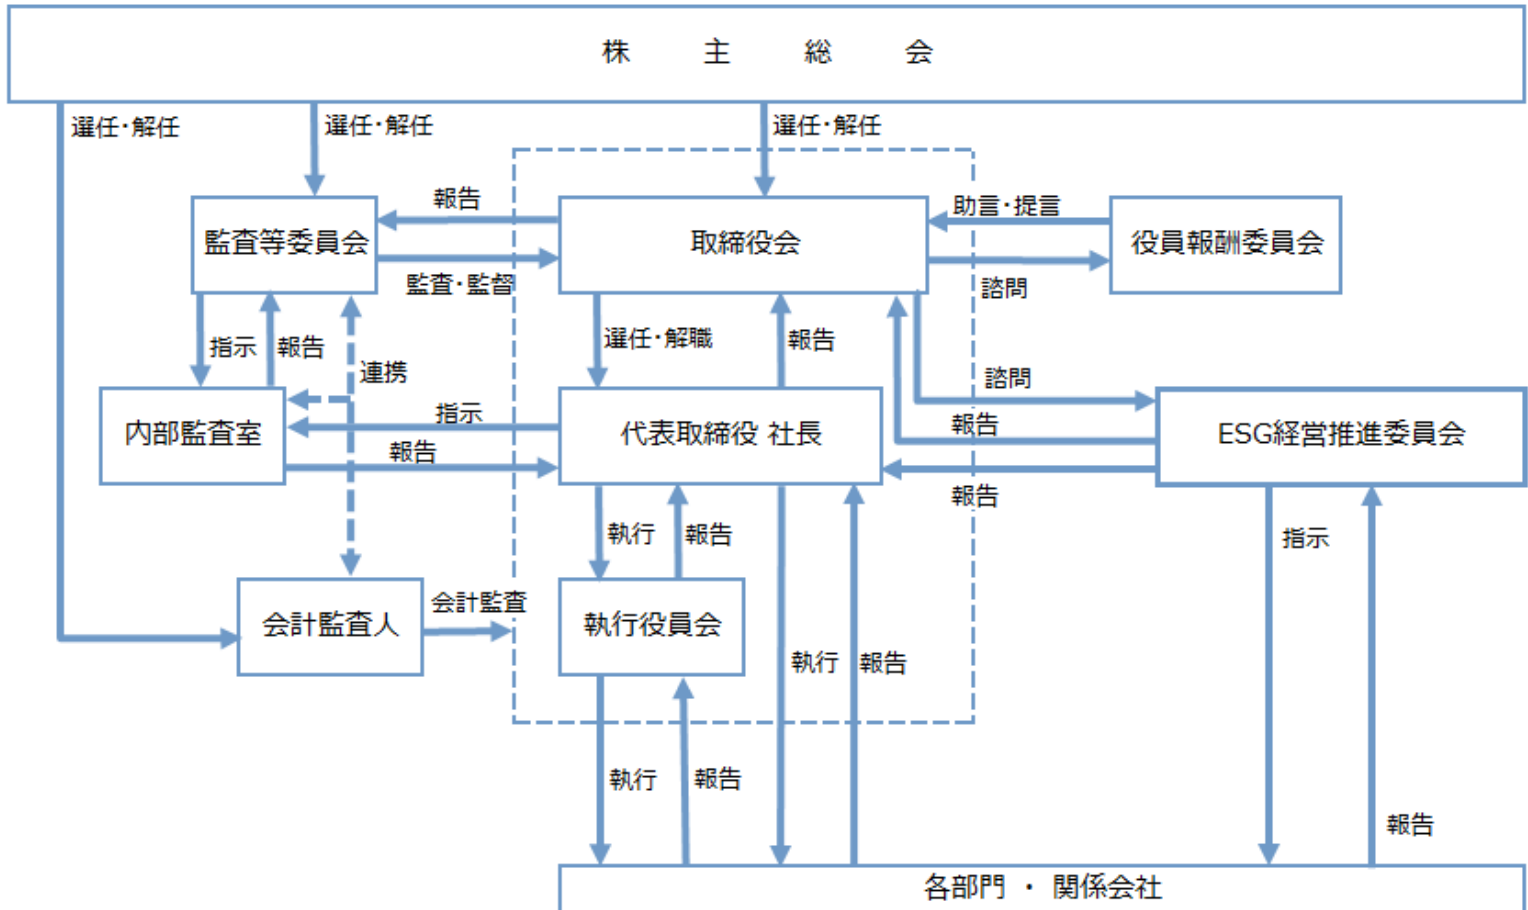 株主総会
選任・解任
選任・解任
選任・解任
報告
助言・提言
監査等委員会
取締役会
役員報酬委員会
監査・監督
諮問
指示
報告
選任・解職
報告
連携
諮問
指示
報告
内部監査室
代表取締役 社長
ESG経営推進委員会
報告
報告
執行
報告
指示
会計監査
会計監査人
執行役員会
執行
報告
執行
報告
報告
各部門 ・ 関係会社